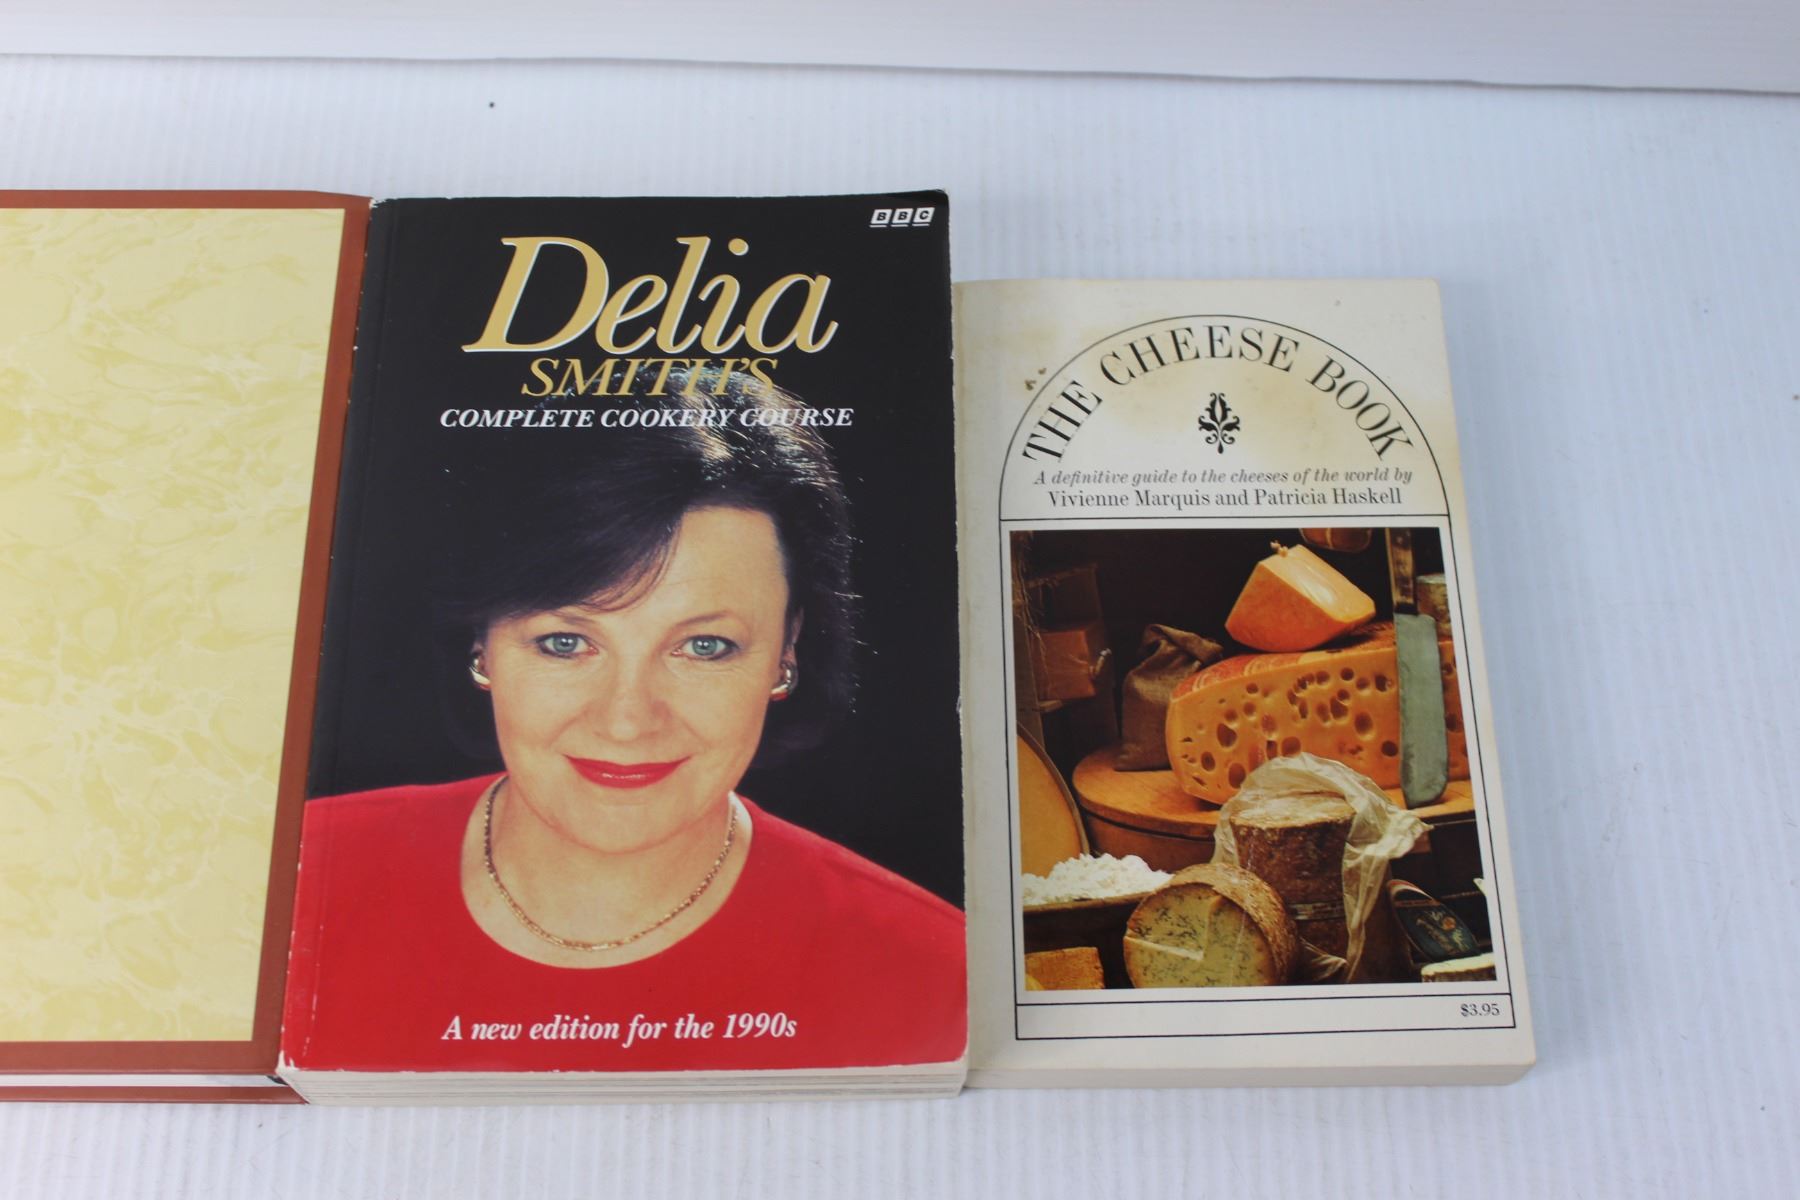 BBC
Delia
SMITH'S
COMPLETE COOKERY COURSE
A new edition for the 1990s
THE CHEESE BOOK
A definitive guide to the cheeses of the world by
Vivienne Marquis and Patricia Haskell
$3.95